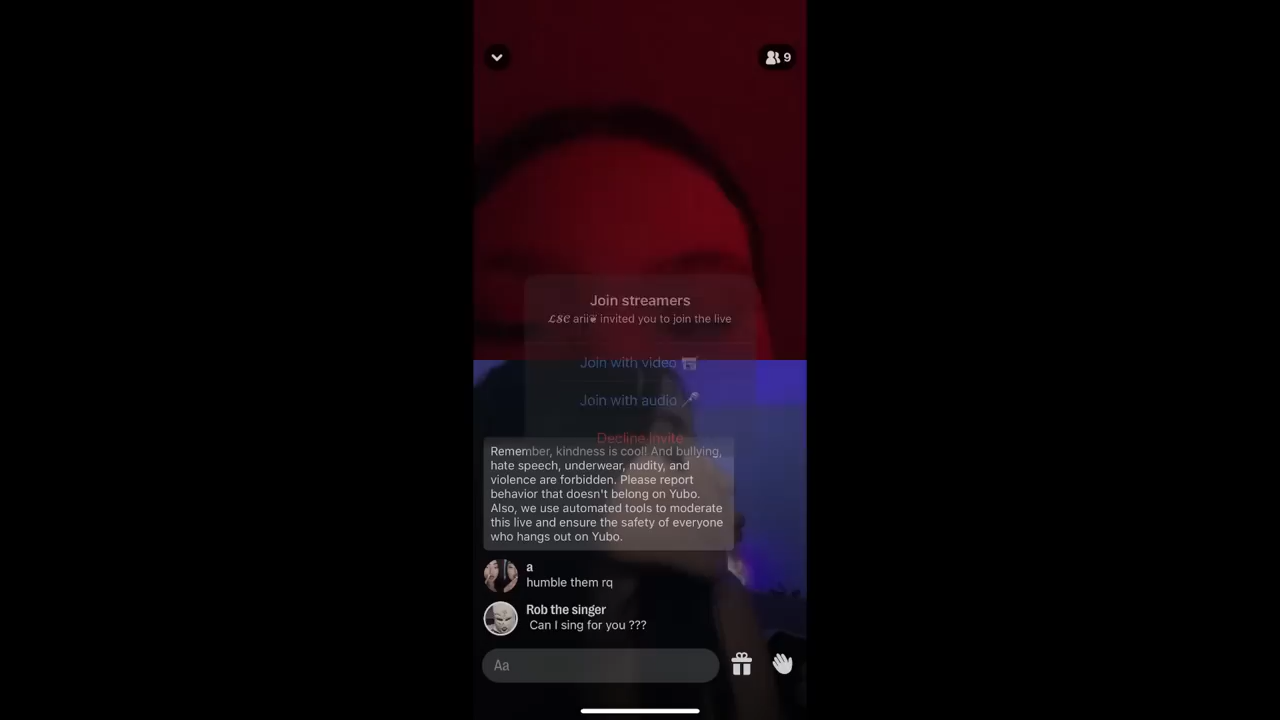 9
Join streamers
ℒ𝓈ℯ arii❦ invited you to join the live
Join with video
Join with audio 🎤
Decline Invite
Remember, kindness is cool! And bullying,
hate speech, underwear, nudity, and
violence are forbidden. Please report
behavior that doesn't belong on Yubo.
Also, we use automated tools to moderate
this live and ensure the safety of everyone
who hangs out on Yubo.
a
humble them rq
Rob the singer
Can I sing for you ???
Aa